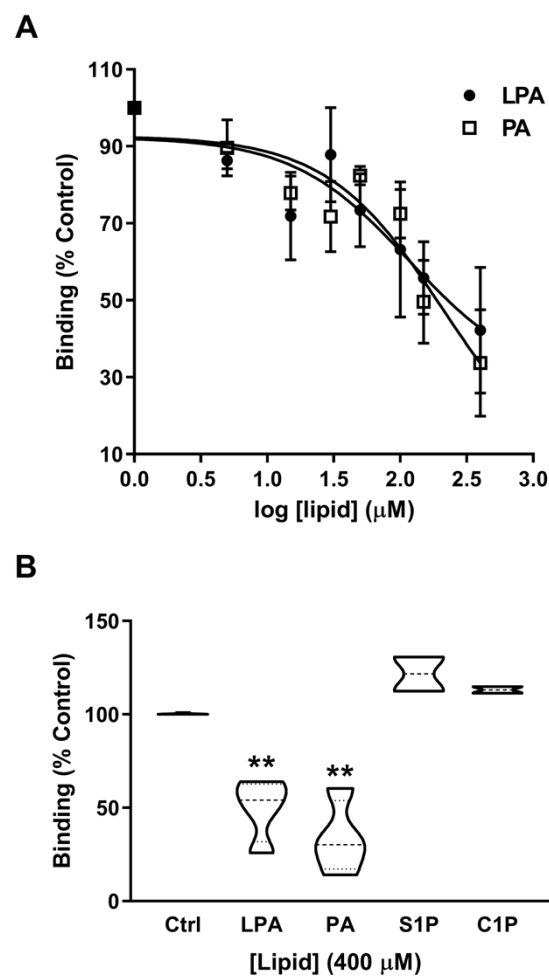 A
110
90
70
50
30
10
Binding (% Control)
LPA
PA
0.0 0.5 1.0 1.5 2.0 2.5 3.0
log [lipid] (μM)
B
150
100
50
0
Binding (% Control)
** **
Ctrl LPA PA S1P C1P
[Lipid] (400 μM)